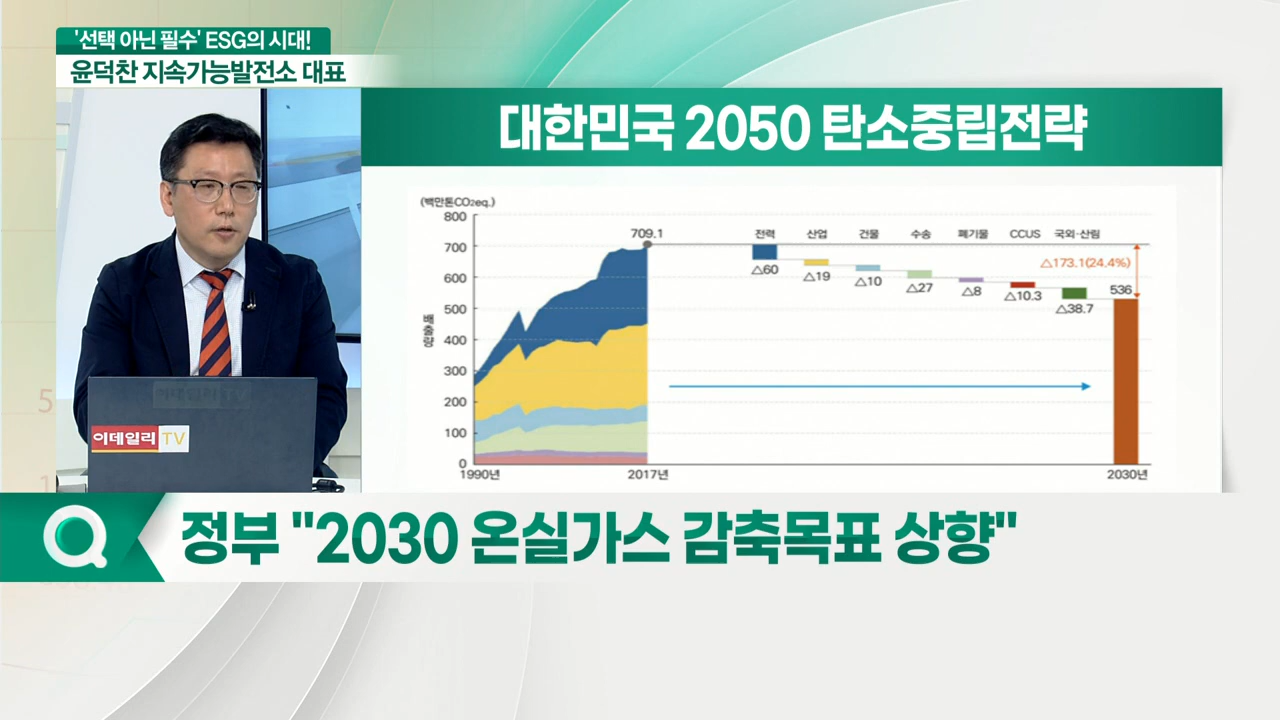 '선택 아닌 필수' ESG의 시대!
윤덕찬 지속가능발전소 대표
대한민국 2050 탄소중립전략
(백만톤CO2eq.)
800
700
600
500
400
300
200
100
0
배출량
1990년
2017년
2030년
709.1
전력 산업 건물 수송 폐기물 CCUS 국외·산림
△60
△19
△10
△27
△8
△10.3
△38.7
△173.1(24.4%)
536
이데일리 TV
5
1
정부 "2030 온실가스 감축목표 상향"